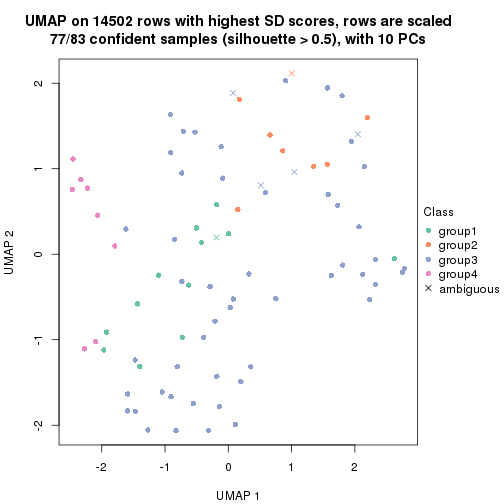 UMAP on 14502 rows with highest SD scores, rows are scaled
77/83 confident samples (silhouette > 0.5), with 10 PCs
2
1
0
-1
-2
UMAP 2
-2
-1
0
1
2
UMAP 1
Class
group1
group2
group3
group4
ambiguous